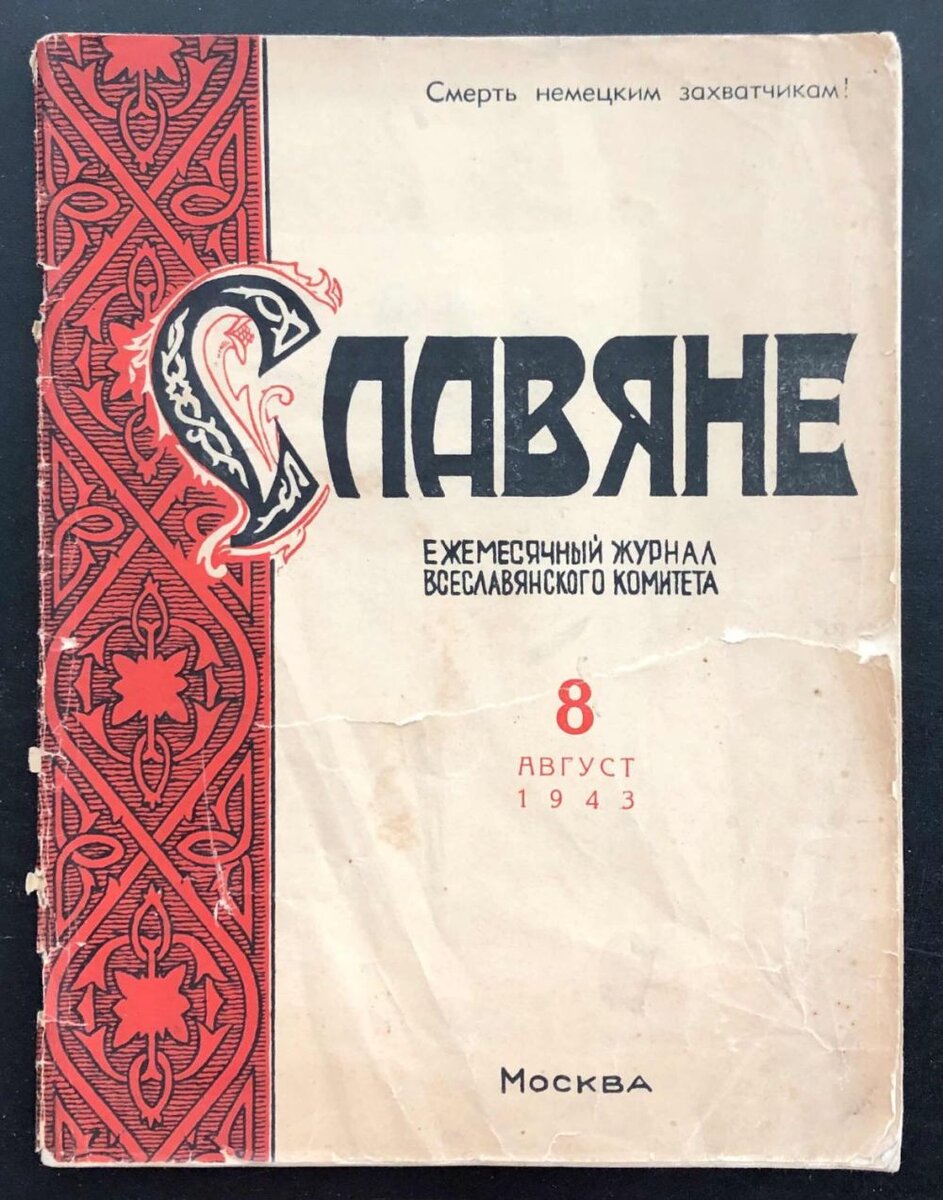 Смерть немецким захватчикам!
СЛАВЯНЕ
ЕЖЕМЕСЯЧНЫЙ ЖУРНАЛ
ВСЕСЛАВЯНСКОГО КОМИТЕТА
8
АВГУСТ
1943
МОСКВА